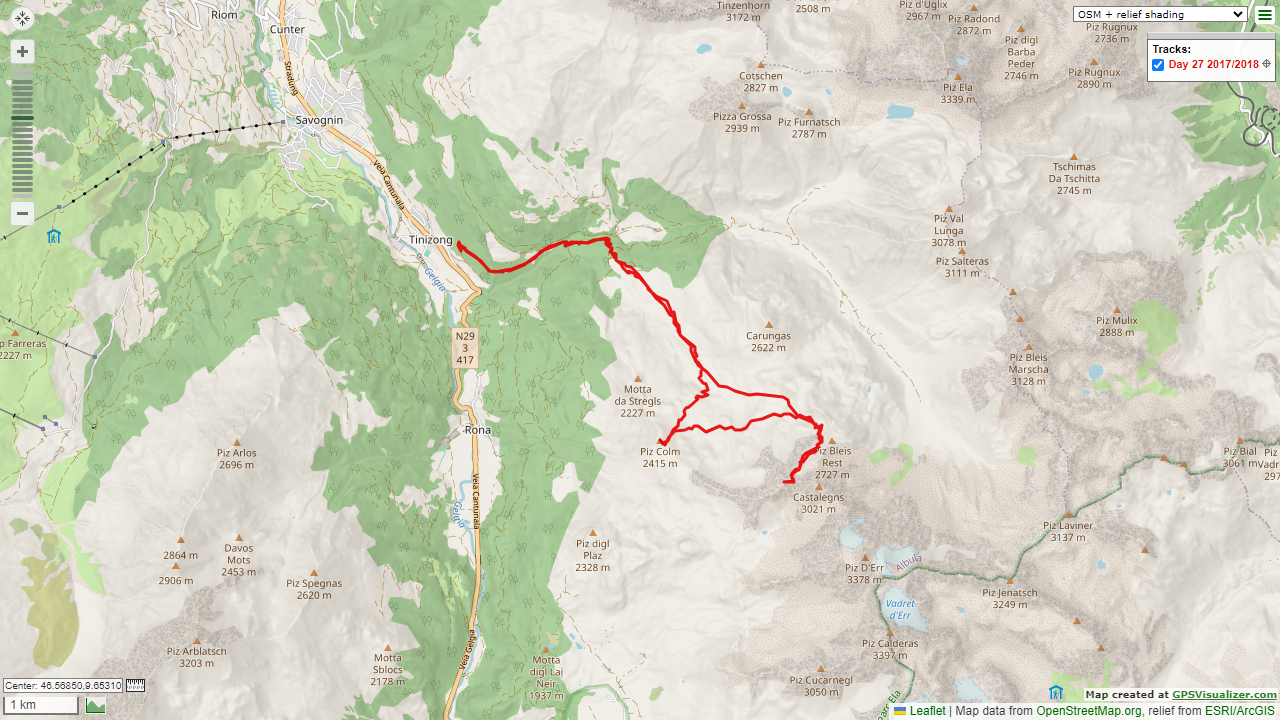 Riom
Cunter
Tinzenhorn
3172 m
2508 m
Piz d'Uglix
2967 m
Piz Radond
2872 m
Piz digl
Barba
Peder
2746 m
Piz Rugnux
2736 m
Piz Rugnux
2890 m
OSM + relief shading
Tracks:
Day 27 2017/2018
Stradung
Savognin
Cotschen
2827 m
Piz Ela
3339 m
Pizza Grossa
2939 m
Piz Furnatsch
2787 m
Veia Cantunala
Tschimas
Da Tschitta
2745 m
Tinizong
Gelgia
Piz Val
Lunga
3078 m
Piz Salteras
3111 m
N29
3
417
Carungas
2622 m
Piz Mulix
2888 m
p Farreras
2227 m
Piz Bleis
Marscha
3128 m
Motta
da Stregls
2227 m
Rona
Piz Arlos
2696 m
Piz Colm
2415 m
Piz Bleis
Rest
2727 m
Piz Bial
3061 m
Piz
Vadr
297
Veia Cantunala
Gelgia
Castalegns
3021 m
Piz Laviner
3137 m
2864 m
2906 m
Davos
Mots
2453 m
Piz digl
Plaz
2328 m
Piz Spegnas
2620 m
Piz D'Err
3378 m
Albula
Piz Jenatsch
3249 m
Vadret
d'Err
Piz Arblatsch
3203 m
Veia Gelgia
Piz Calderas
3397 m
Motta
Sblocs
2178 m
Motta
digl Lai
Neir
1937 m
Piz Cucarnegl
3050 m
Parc Ela
Center: 46.56850,9.65310
1 km
Map created at GPSVisualizer.com
Leaflet | Map data from OpenStreetMap.org, relief from ESRI/ArcGIS